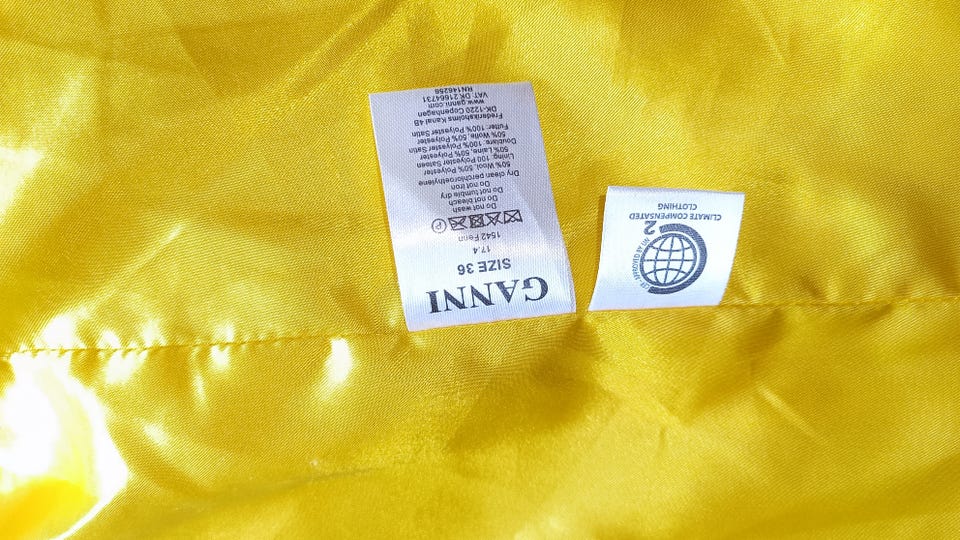 GANNI
SIZE 36
17.4
1542 Fenn
P
Do not wash
Do not bleach
Do not tumble dry
Do not iron
Dry clean perchloroethylene
50% Wool, 50% Polyester
Lining: 100 Polyester Sateen
50% Laine, 50% Polyester
Doublure: 100% Polyester Satin
50% Wolle, 50% Polyester
Futter: 100% Polyester Satin
Frederiksholms Kanal 4B
DK-1220 Copenhagen
www.ganni.com
VAT: DK 21664731
RN146256
APPROVED BY UN
2
CLIMATE COMPENSATED
CLOTHING